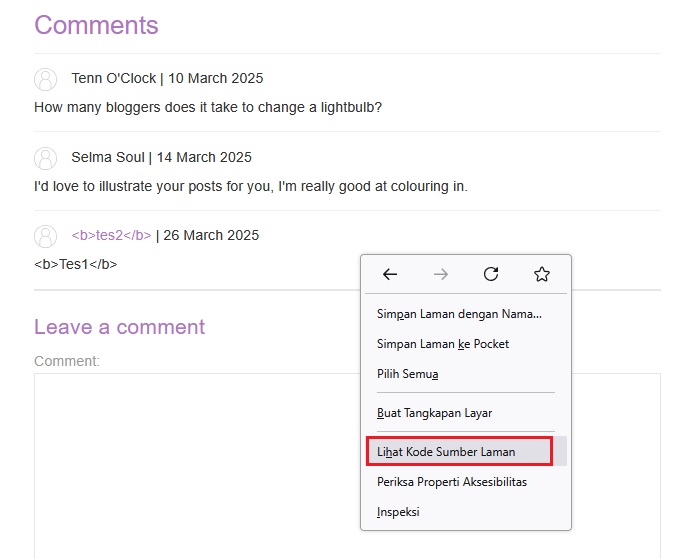 Comments
Tenn O'Clock | 10 March 2025
How many bloggers does it take to change a lightbulb?
Selma Soul | 14 March 2025
I'd love to illustrate your posts for you, I'm really good at colouring in.
<b>tes2</b> | 26 March 2025
<b>Tes1</b>
Simpan Laman dengan Nama...
Simpan Laman ke Pocket
Pilih Semua
Buat Tangkapan Layar
Lihat Kode Sumber Laman
Periksa Properti Aksesibilitas
Inspeksi
Leave a comment
Comment: